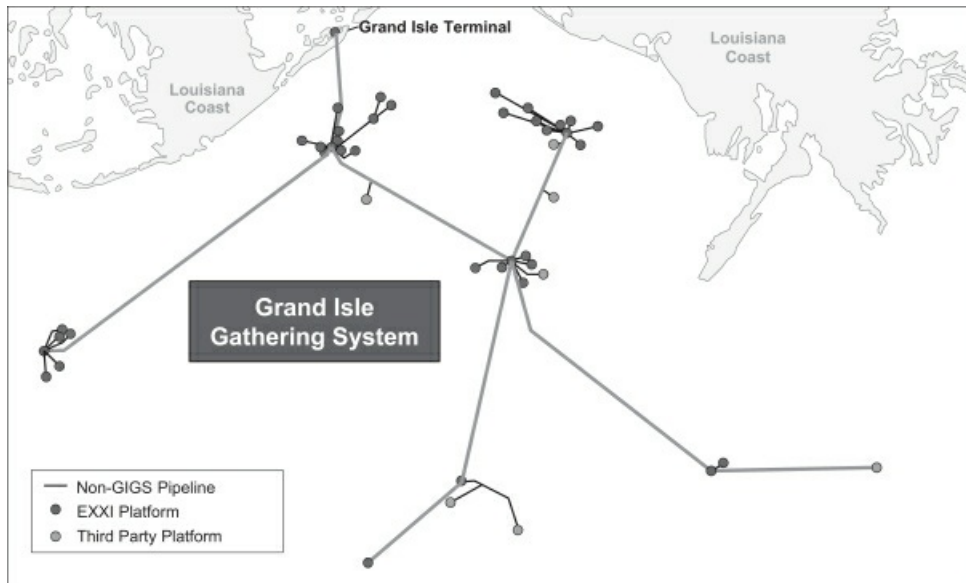 Grand Isle Terminal
Louisiana
Coast
Louisiana
Coast
Grand Isle
Gathering System
Non-GIGS Pipeline
EXXI Platform
Third Party Platform